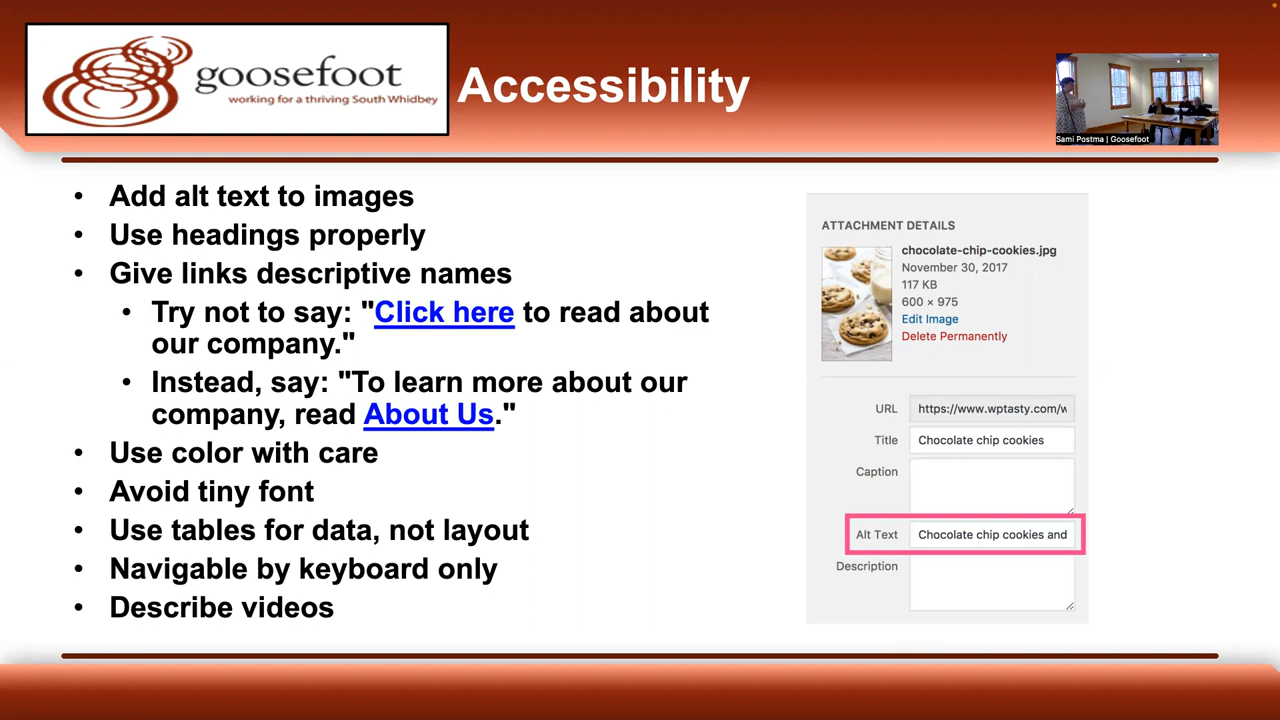 goosefoot
working for a thriving South Whidbey
Accessibility
Sami Postma | Goosefoot
• Add alt text to images
• Use headings properly
• Give links descriptive names
• Try not to say: "Click here to read about
our company."
• Instead, say: "To learn more about our
company, read About Us."
• Use color with care
• Avoid tiny font
• Use tables for data, not layout
• Navigable by keyboard only
• Describe videos
ATTACHMENT DETAILS
chocolate-chip-cookies.jpg
November 30, 2017
117 KB
600 × 975
Edit Image
Delete Permanently
URL https://www.wptasty.com/w
Title Chocolate chip cookies
Caption
Alt Text Chocolate chip cookies and
Description